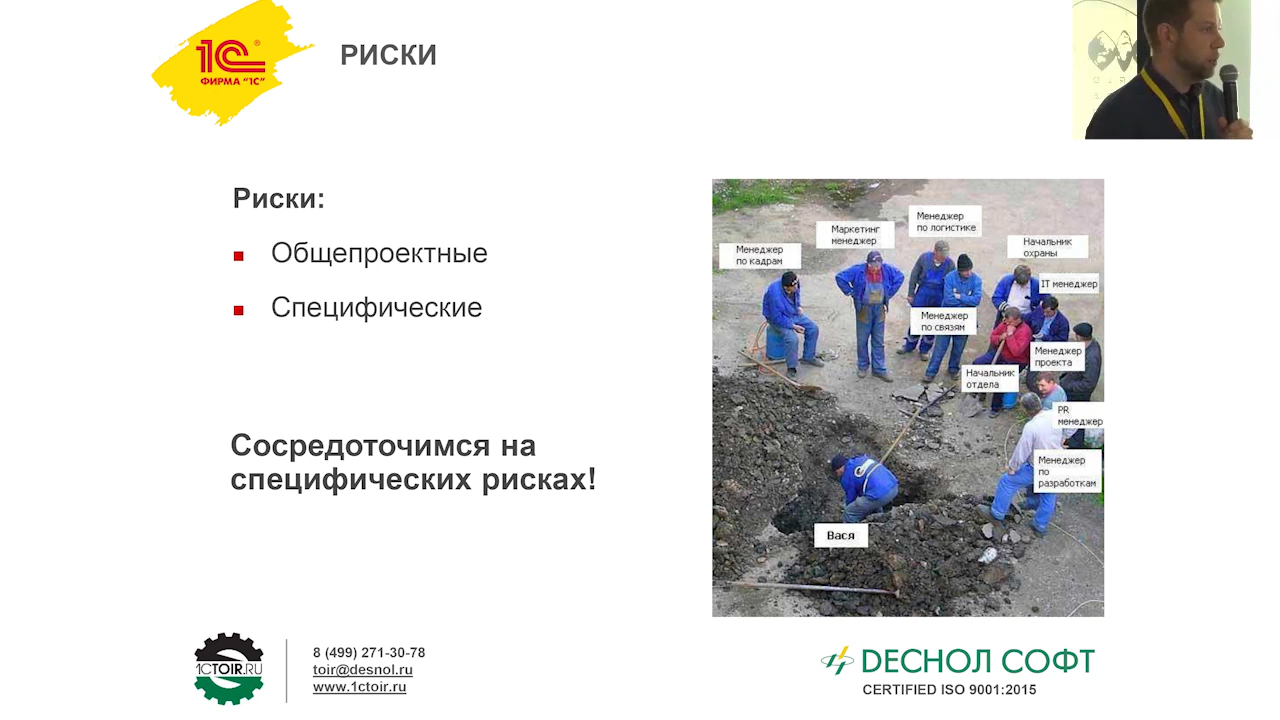 1С®
ФИРМА "1С"
РИСКИ
Риски:
Общепроектные
Специфические
Сосредоточимся на
специфических рисках!
Менеджер
по кадрам
Маркетинг
менеджер
Менеджер
по логистике
Начальник
охраны
IT менеджер
Менеджер
по связям
Менеджер
проекта
Начальник
отдела
PR
менеджер
Менеджер
по
разработкам
Вася
1CTOIR.RU
8 (499) 271-30-78
toir@desnol.ru
www.1ctoir.ru
DЕСНОЛ СОФТ
CERTIFIED ISO 9001:2015